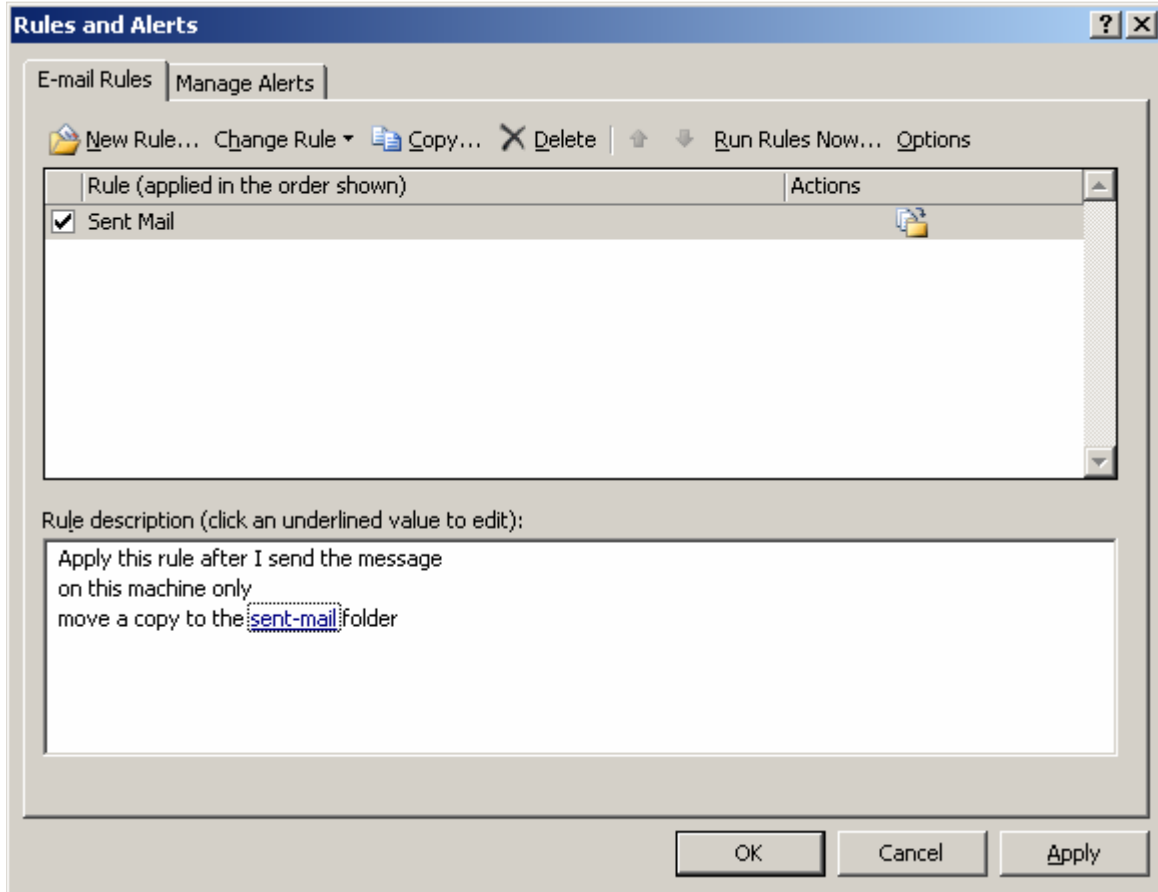 Rules and Alerts
E-mail Rules Manage Alerts
New Rule... Change Rule Copy... Delete Run Rules Now... Options
Rule (applied in the order shown) Actions
Sent Mail
Rule description (click an underlined value to edit):
Apply this rule after I send the message
on this machine only
move a copy to the sent-mail folder
OK Cancel Apply